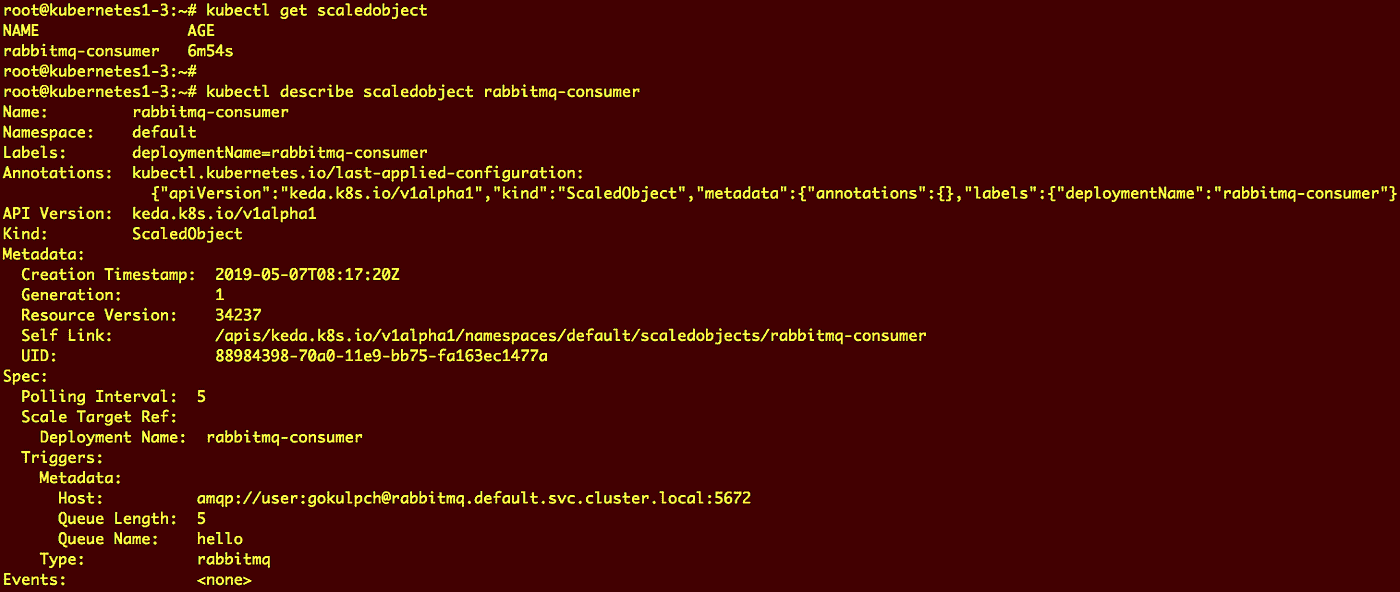 root@kubernetes1-3:~# kubectl get scaledobject
NAME                AGE
rabbitmq-consumer   6m54s
root@kubernetes1-3:~#
root@kubernetes1-3:~# kubectl describe scaledobject rabbitmq-consumer
Name:         rabbitmq-consumer
Namespace:    default
Labels:       deploymentName=rabbitmq-consumer
Annotations:  kubectl.kubernetes.io/last-applied-configuration:
                {"apiVersion":"keda.k8s.io/v1alpha1","kind":"ScaledObject","metadata":{"annotations":{},"labels":{"deploymentName":"rabbitmq-consumer"}
API Version:  keda.k8s.io/v1alpha1
Kind:         ScaledObject
Metadata:
  Creation Timestamp:  2019-05-07T08:17:20Z
  Generation:          1
  Resource Version:    34237
  Self Link:           /apis/keda.k8s.io/v1alpha1/namespaces/default/scaledobjects/rabbitmq-consumer
  UID:                 88984398-70a0-11e9-bb75-fa163ec1477a
Spec:
  Polling Interval:  5
  Scale Target Ref:
    Deployment Name:  rabbitmq-consumer
  Triggers:
    Metadata:
      Host:          amqp://user:gokulpch@rabbitmq.default.svc.cluster.local:5672
      Queue Length:  5
      Queue Name:    hello
    Type:            rabbitmq
Events:              <none>